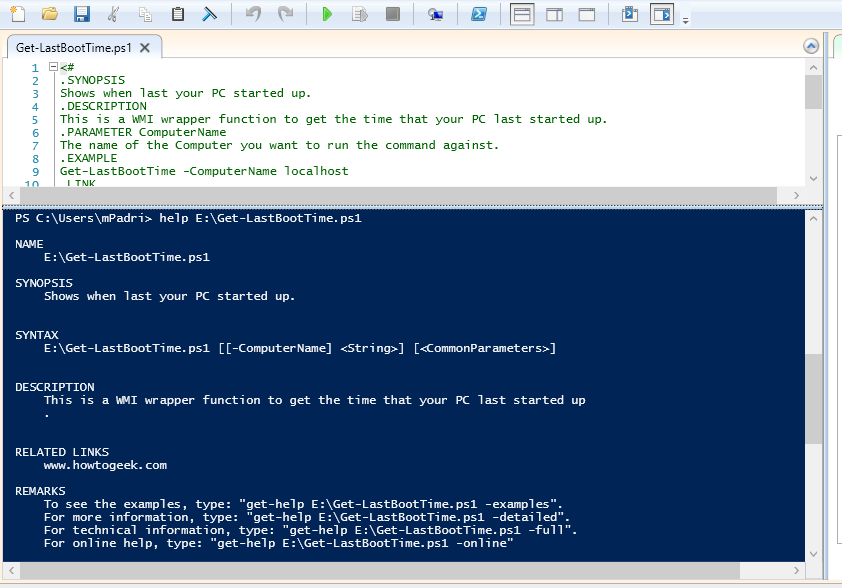 Get-LastBootTime.ps1
1 <#
2 .SYNOPSIS
3 Shows when last your PC started up.
4 .DESCRIPTION
5 This is a WMI wrapper function to get the time that your PC last started up.
6 .PARAMETER ComputerName
7 The name of the Computer you want to run the command against.
8 .EXAMPLE
9 Get-LastBootTime -ComputerName localhost
10 .LINK
PS C:\Users\mPadri> help E:\Get-LastBootTime.ps1
NAME
E:\Get-LastBootTime.ps1
SYNOPSIS
Shows when last your PC started up.
SYNTAX
E:\Get-LastBootTime.ps1 [[-ComputerName] <String>] [<CommonParameters>]
DESCRIPTION
This is a WMI wrapper function to get the time that your PC last started up
.
RELATED LINKS
www.howtogeek.com
REMARKS
To see the examples, type: "get-help E:\Get-LastBootTime.ps1 -examples".
For more information, type: "get-help E:\Get-LastBootTime.ps1 -detailed".
For technical information, type: "get-help E:\Get-LastBootTime.ps1 -full".
For online help, type: "get-help E:\Get-LastBootTime.ps1 -online"